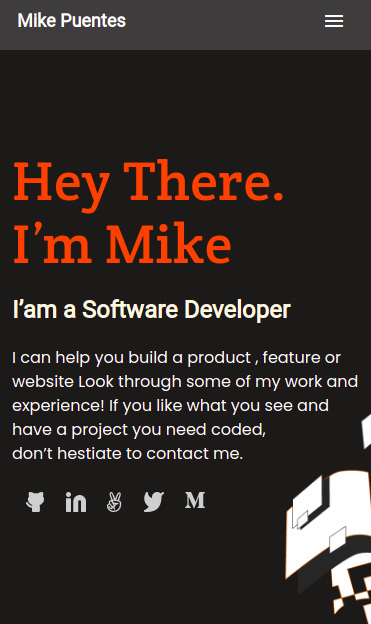 Mike Puentes
Hey There.
I’m Mike
I’am a Software Developer
I can help you build a product , feature or
website Look through some of my work and
experience! If you like what you see and
have a project you need coded,
don’t hestiate to contact me.